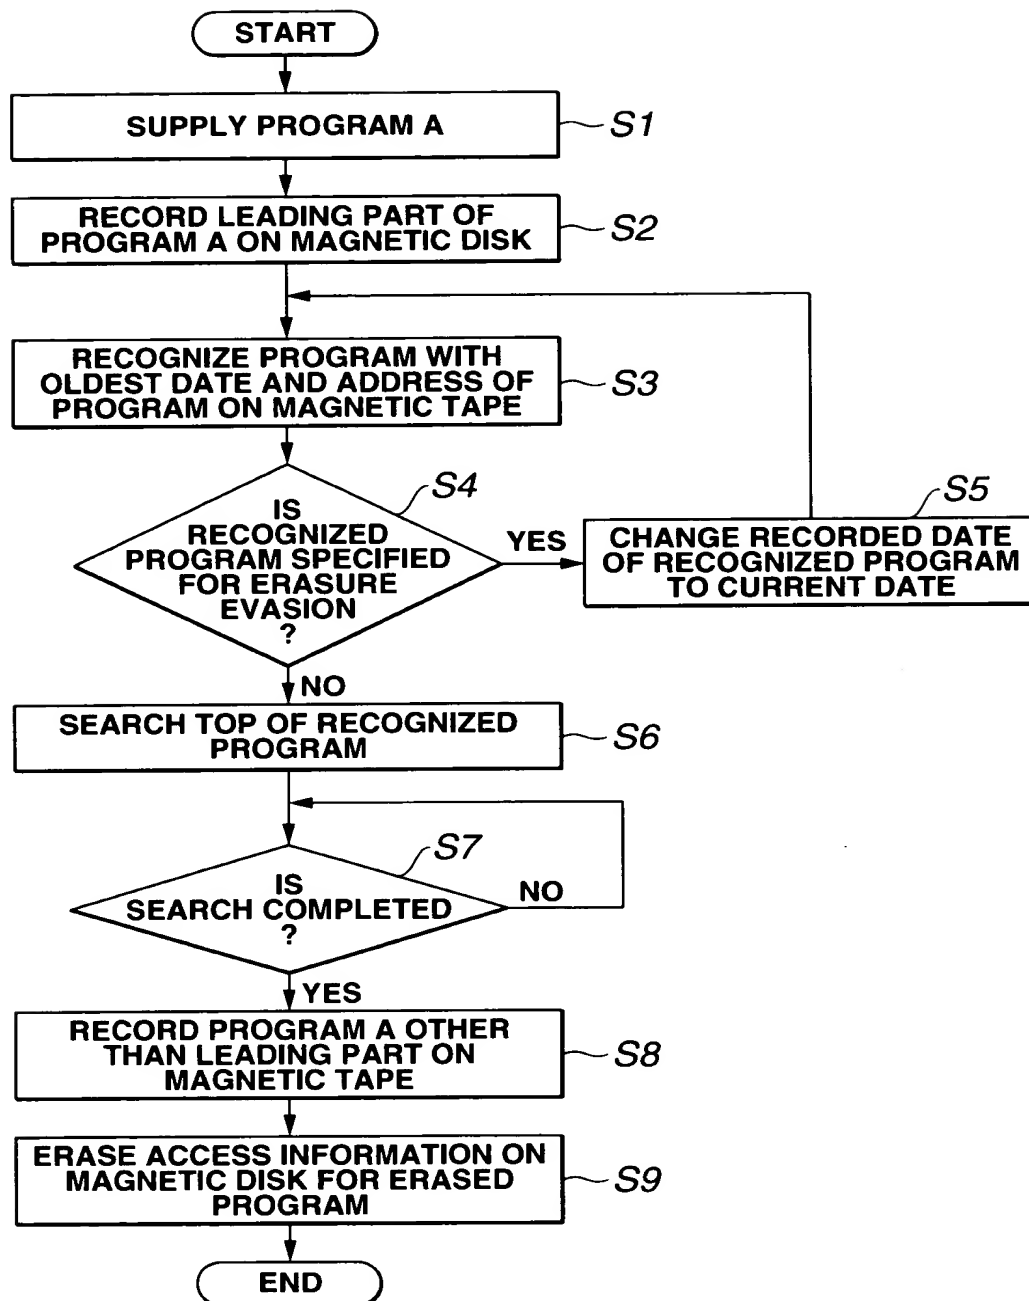 START
SUPPLY PROGRAM A
S1
RECORD LEADING PART OF
PROGRAM A ON MAGNETIC DISK
S2
RECOGNIZE PROGRAM WITH
OLDEST DATE AND ADDRESS OF
PROGRAM ON MAGNETIC TAPE
S3
S4
IS
RECOGNIZED
PROGRAM SPECIFIED
FOR ERASURE
EVASION
?
YES
S5
CHANGE RECORDED DATE
OF RECOGNIZED PROGRAM
TO CURRENT DATE
NO
SEARCH TOP OF RECOGNIZED
PROGRAM
S6
S7
IS
SEARCH COMPLETED
?
NO
YES
RECORD PROGRAM A OTHER
THAN LEADING PART ON
MAGNETIC TAPE
S8
ERASE ACCESS INFORMATION ON
MAGNETIC DISK FOR ERASED
PROGRAM
S9
END